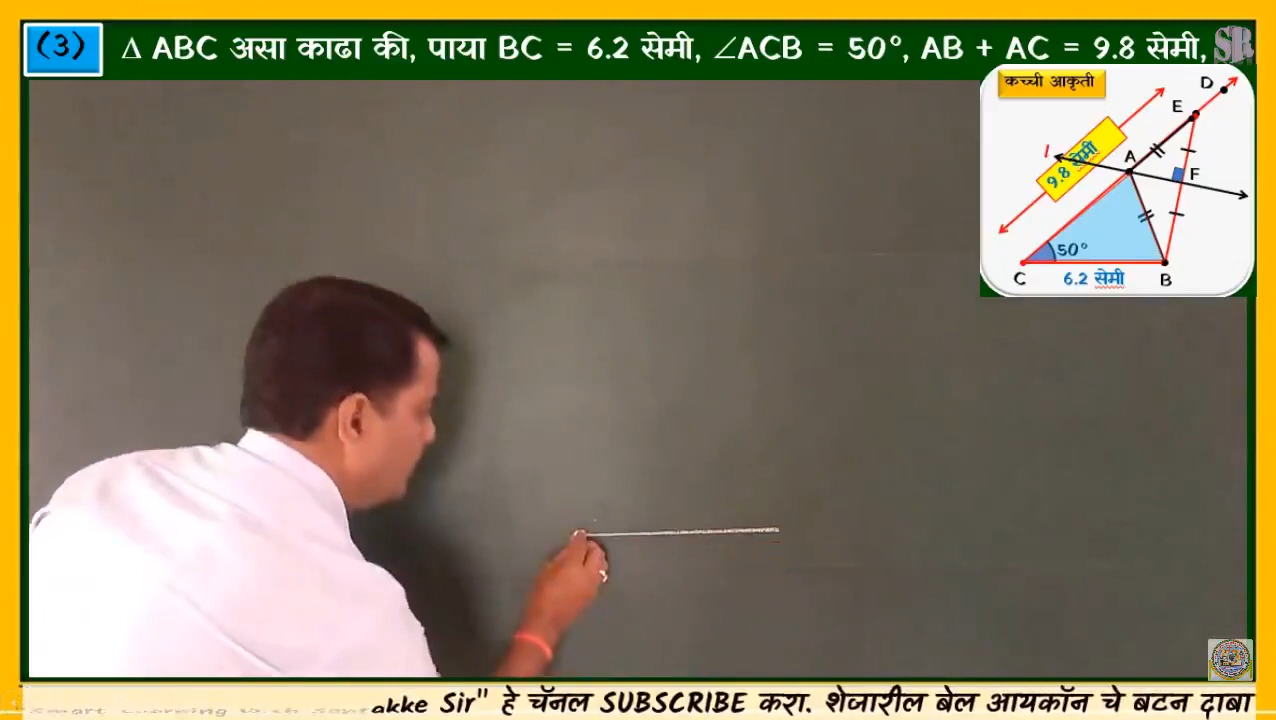 (3) Δ ABC असा काढा की, पाया BC = 6.2 सेमी, ∠ACB = 50°, AB + AC = 9.8 सेमी,
SR
कच्ची आकृती
D
E
l
9.8 सेमी
A
F
50°
C
6.2 सेमी
B
akke Sir" हे चॅनल SUBSCRIBE करा. शेजारील बेल आयकॉन चे बटन दाबा